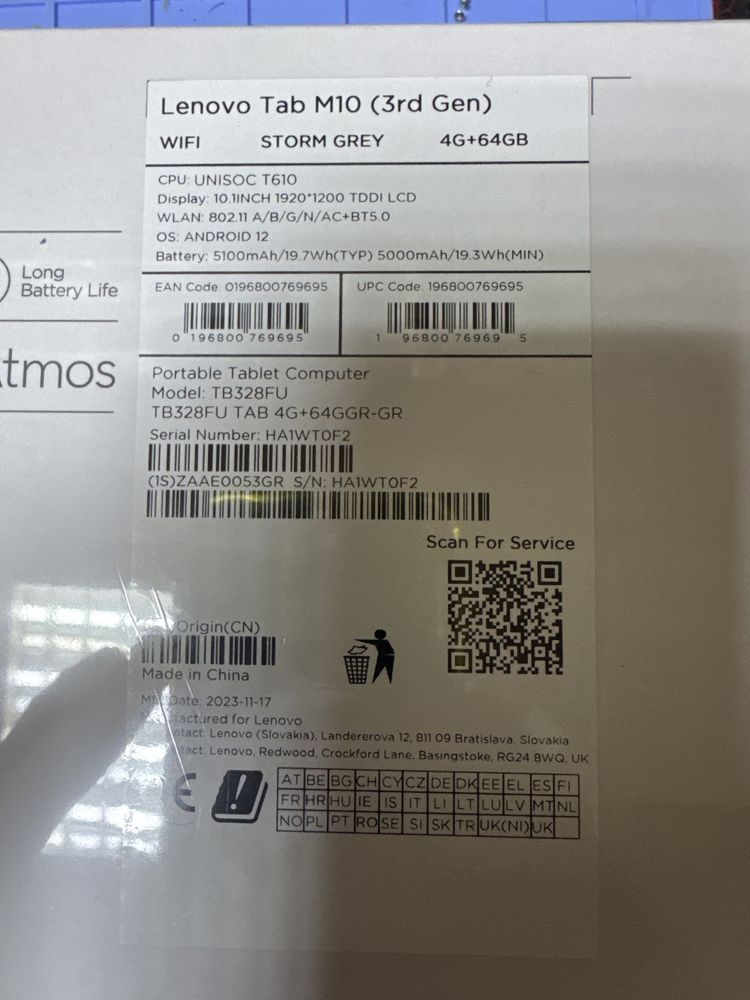 Lenovo Tab M10 (3rd Gen)
WIFI STORM GREY 4G+64GB
CPU: UNISOC T610
Display: 10.1INCH 1920*1200 TDDI LCD
WLAN: 802.11 A/B/G/N/AC+BT5.0
OS: ANDROID 12
Battery: 5100mAh/19.7Wh(TYP) 5000mAh/19.3Wh(MIN)
Long
Battery Life
EAN Code: 0196800769695
UPC Code: 196800769695
0 196800 769695
1 96800 76969 5
tmos
Portable Tablet Computer
Model: TB328FU
TB328FU TAB 4G+64GGR-GR
Serial Number: HA1WT0F2
(1S)ZAAE0053GR S/N: HA1WT0F2
Scan For Service
Origin(CN)
Made in China
Date: 2023-11-17
actured for Lenovo
tact: Lenovo (Slovakia), Landererova 12, 811 09 Bratislava, Slovakia
tact: Lenovo, Redwood, Crockford Lane, Basingstoke, RG24 8WQ, UK
CE
AT BE BG CH CY CZ DE DK EE EL ES FI
FR HR HU IE IS IT LI LT LU LV MT NL
NO PL PT RO SE SI SK TR UK(NI) UK